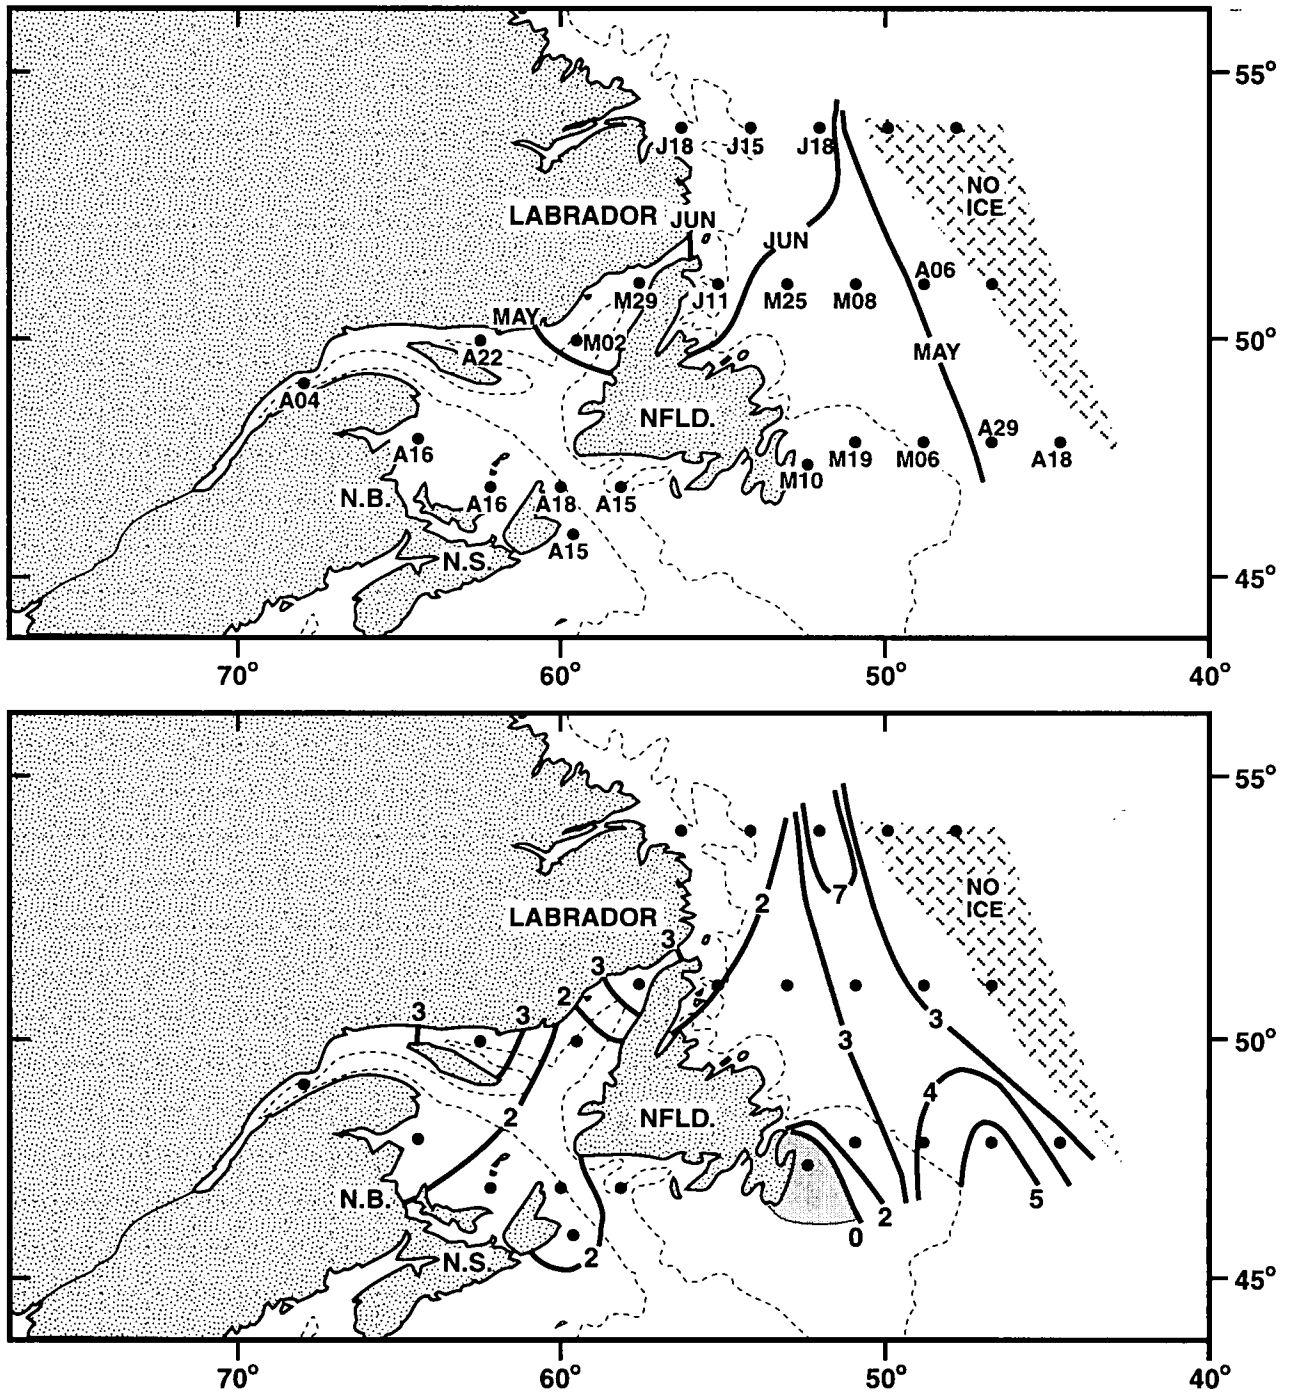 55°
J18 J15 J18
NO
ICE
LABRADOR JUN
JUN
A06
M29 J11 M25 M08
MAY
M02 50°
A22 MAY
A04
NFLD.
A29
A16 M19 M06 A18
M10
N.B.
A16 A18 A15
A15
N.S.
45°
70° 60° 50° 40°
55°
NO
ICE
7
2
LABRADOR
3
3
2
3 3 3
3 50°
4
2 NFLD.
N.B. 5
2
0
N.S. 2
45°
70° 60° 50° 40°